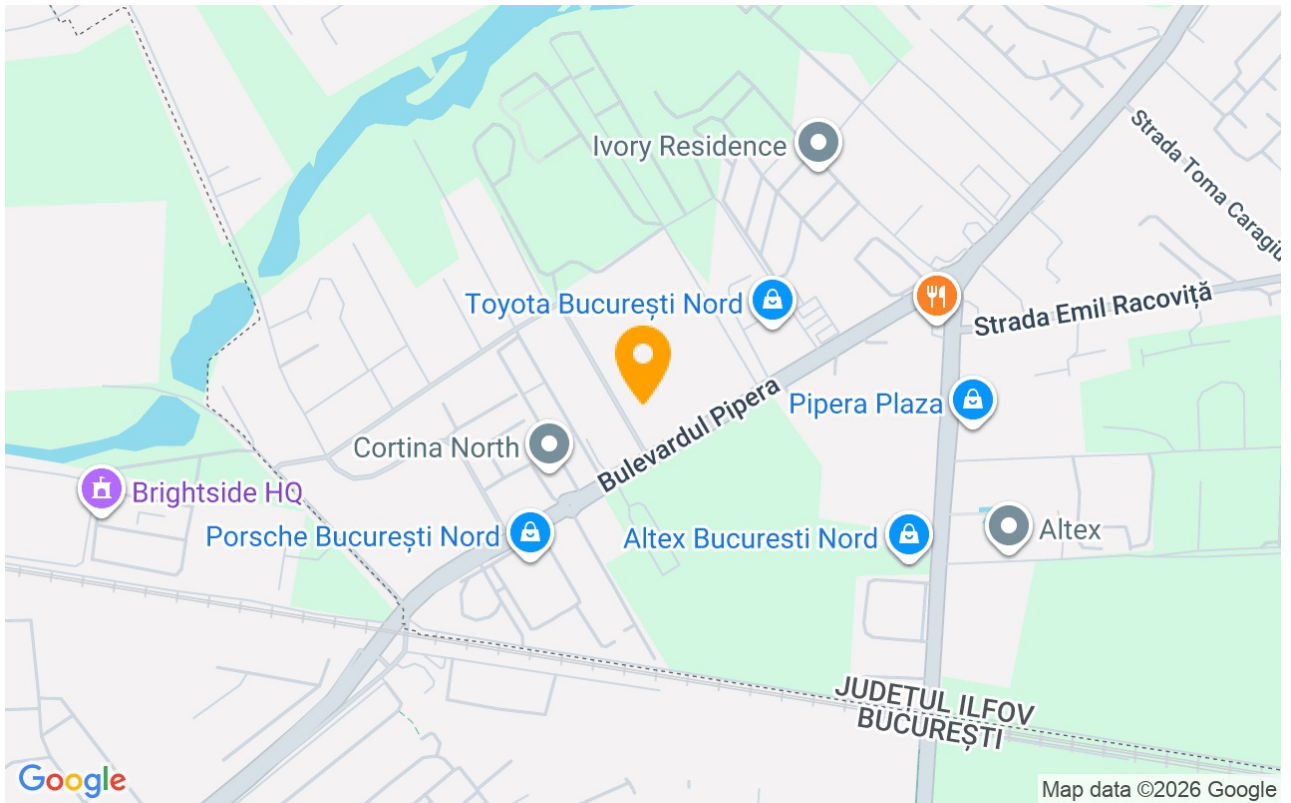 Ivory Residence
Strada Toma Caragiu
Toyota București Nord
Strada Emil Racoviță
Bulevardul Pipera
Pipera Plaza
Cortina North
Brightside HQ
Porsche București Nord
Altex Bucuresti Nord
Altex
JUDEȚUL ILFOV
BUCUREȘTI
Google
Map data ©2026 Google